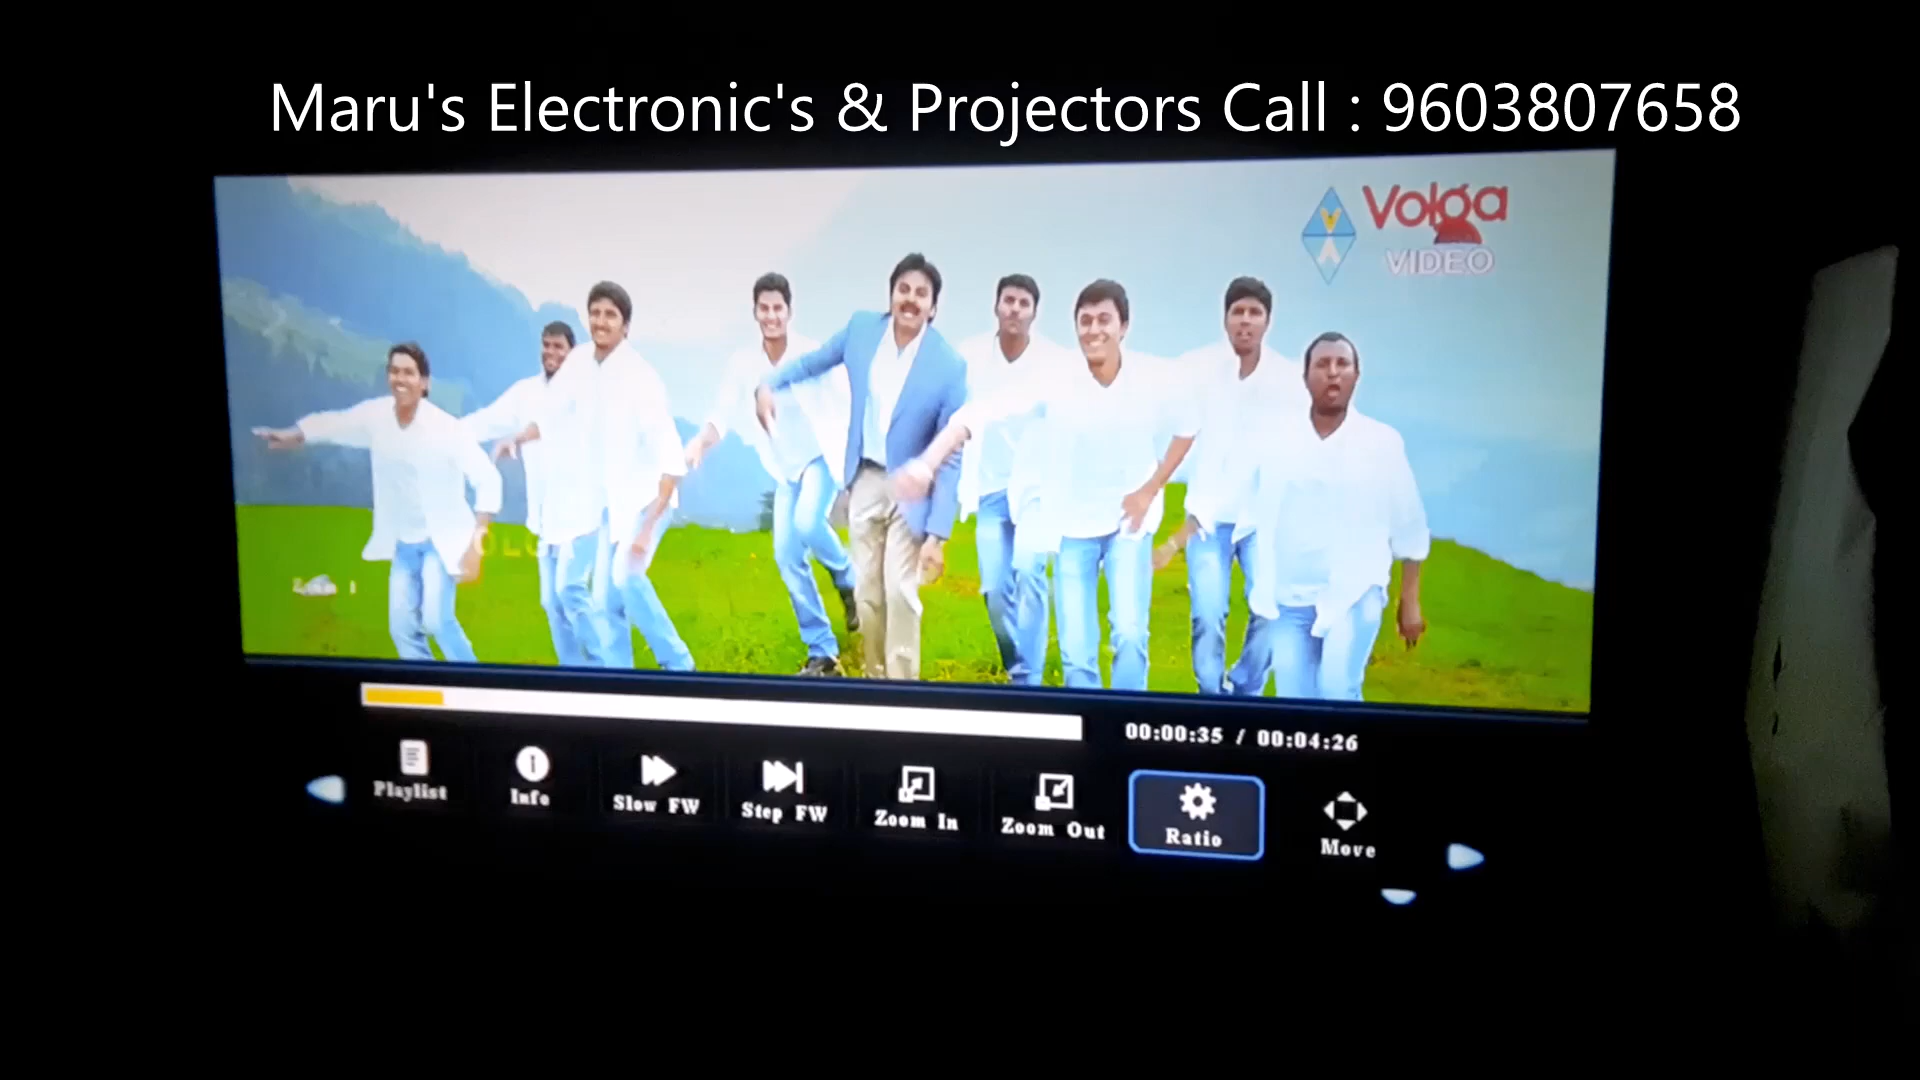 Maru's Electronic's & Projectors Call : 9603807658
Volga
VIDEO
V
A
00:00:35 / 00:04:26
Playlist
Info
Slow FW
Step FW
Zoom In
Zoom Out
Ratio
Move